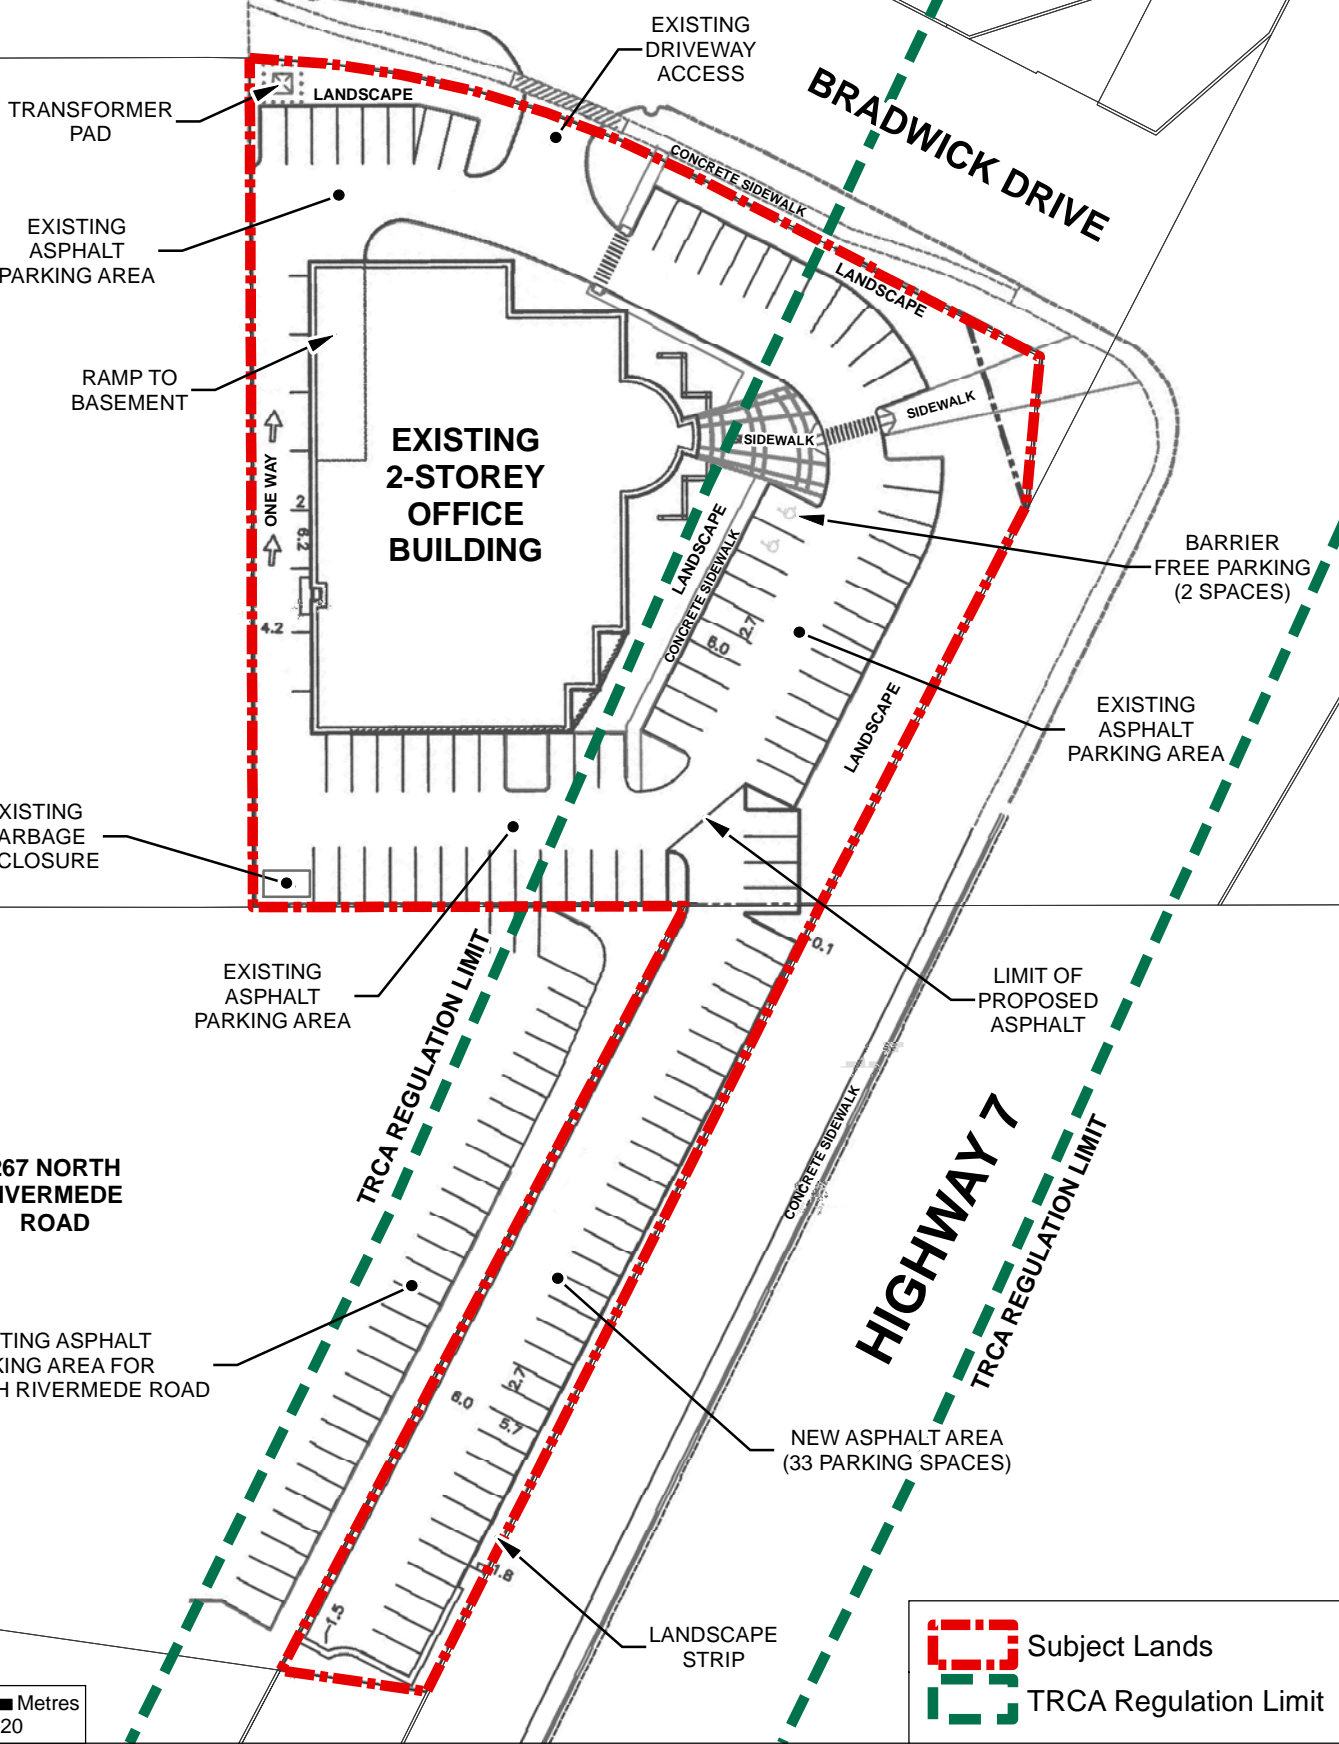 EXISTING
DRIVEWAY
ACCESS
BRADWICK DRIVE
TRANSFORMER
PAD
LANDSCAPE
CONCRETE SIDEWALK
EXISTING
ASPHALT
PARKING AREA
LANDSCAPE
RAMP TO
BASEMENT
SIDEWALK
SIDEWALK
ONE WAY
EXISTING
2-STOREY
OFFICE
BUILDING
2
6.2
4.2
LANDSCAPE
CONCRETE SIDEWALK
BARRIER
FREE PARKING
(2 SPACES)
6.0
2.7
LANDSCAPE
EXISTING
ASPHALT
PARKING AREA
XISTING
ARBAGE
CLOSURE
EXISTING
ASPHALT
PARKING AREA
TRCA REGULATION LIMIT
0.1
LIMIT OF
PROPOSED
ASPHALT
CONCRETE SIDEWALK
HIGHWAY 7
TRCA REGULATION LIMIT
267 NORTH
IVERMEDE
ROAD
TING ASPHALT
KING AREA FOR
H RIVERMEDE ROAD
6.0
2.7
5.7
NEW ASPHALT AREA
(33 PARKING SPACES)
1.8
1.5
LANDSCAPE
STRIP
Subject Lands
TRCA Regulation Limit
Metres
20